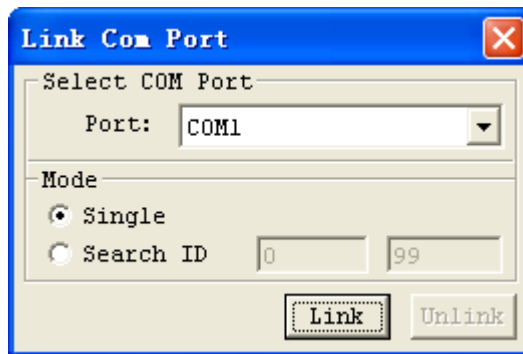 Link Com Port
Select COM Port
Port: COM1
Mode
Single
Search ID 0 99
Link Unlink